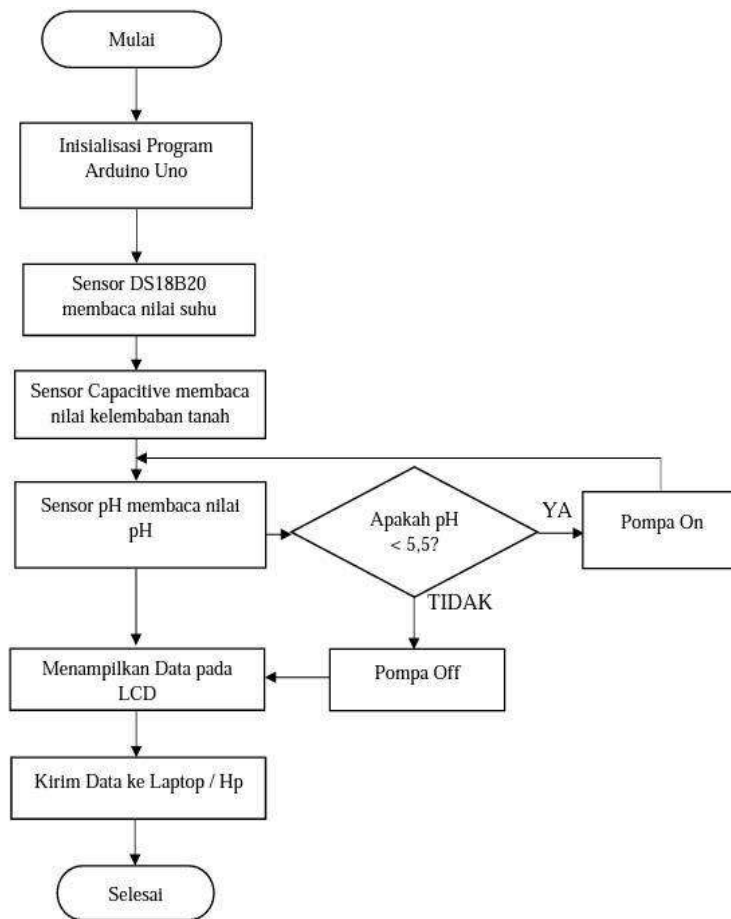 Mulai
Inisialisasi Program
Arduino Uno
Sensor DS18B20
membaca nilai suhu
Sensor Capacitive membaca
nilai kelembaban tanah
Sensor pH membaca nilai
pH
Apakah pH
< 5,5?
YA
Pompa On
TIDAK
Pompa Off
Menampilkan Data pada
LCD
Kirim Data ke Laptop / Hp
Selesai